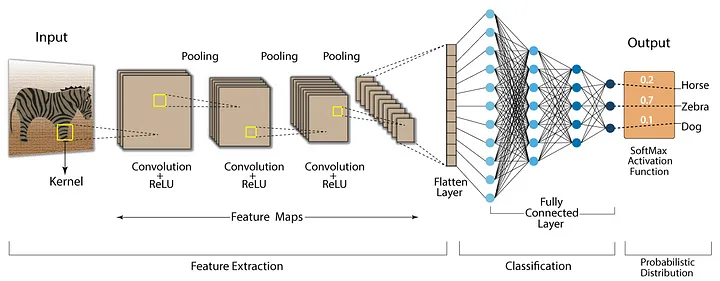 Input
Kernel
Pooling
Pooling
Pooling
Convolution
+
ReLU
Convolution
+
ReLU
Convolution
+
ReLU
Feature Maps
Flatten
Layer
Fully
Connected
Layer
Output
0.2
0.7
0.1
Horse
Zebra
Dog
SoftMax
Activation
Function
Feature Extraction
Classification
Probabilistic
Distribution